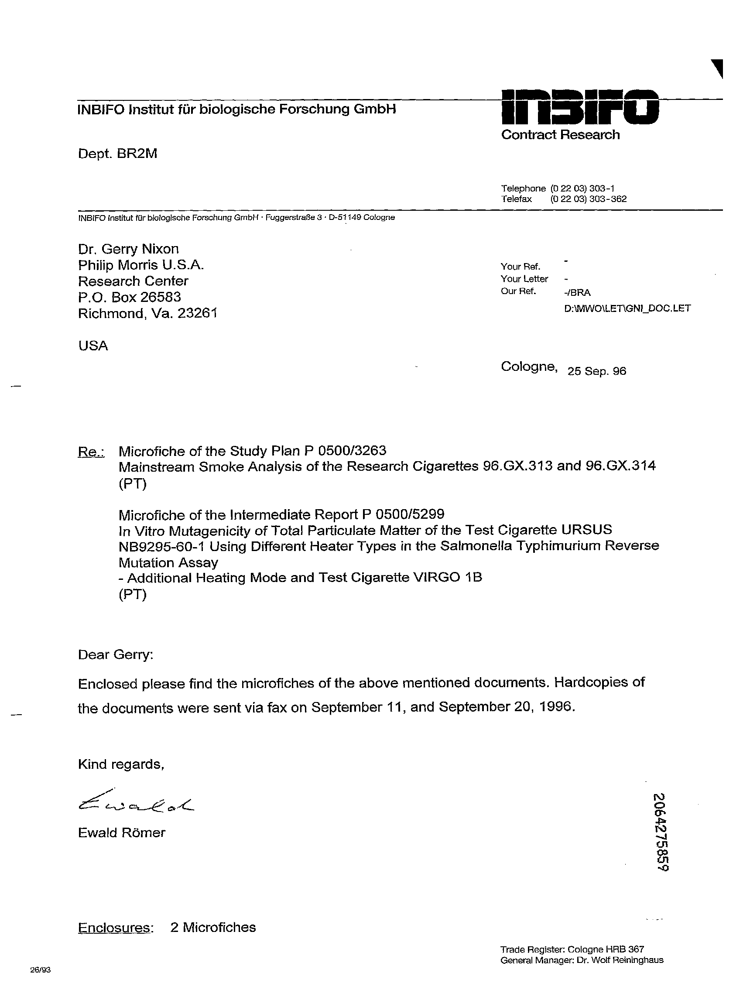 INBIFO Institut für biologische Forschung GmbH
INBIFO
Contract Research
Dept. BR2M
Telephone (0 22 03) 303-1
Telefax (0 22 03) 303-362
INBIFO Institut für biologische Forschung GmbH · Fuggerstraße 3 · D-51149 Cologne
Dr. Gerry Nixon
Philip Morris U.S.A.
Research Center
P.O. Box 26583
Richmond, Va. 23261
USA
Your Ref. -
Your Letter -
Our Ref. -/BRA
D:\MWO\LET\GNI_DOC.LET
Cologne, 25 Sep. 96
Re.: Microfiche of the Study Plan P 0500/3263
Mainstream Smoke Analysis of the Research Cigarettes 96.GX.313 and 96.GX.314
(PT)
Microfiche of the Intermediate Report P 0500/5299
In Vitro Mutagenicity of Total Particulate Matter of the Test Cigarette URSUS
NB9295-60-1 Using Different Heater Types in the Salmonella Typhimurium Reverse
Mutation Assay
- Additional Heating Mode and Test Cigarette VIRGO 1B
(PT)
Dear Gerry:
Enclosed please find the microfiches of the above mentioned documents. Hardcopies of
the documents were sent via fax on September 11, and September 20, 1996.
Kind regards,
Ewald
Ewald Römer
2064275859
Enclosures: 2 Microfiches
Trade Register: Cologne HRB 367
General Manager: Dr. Wolf Reininghaus
26/93